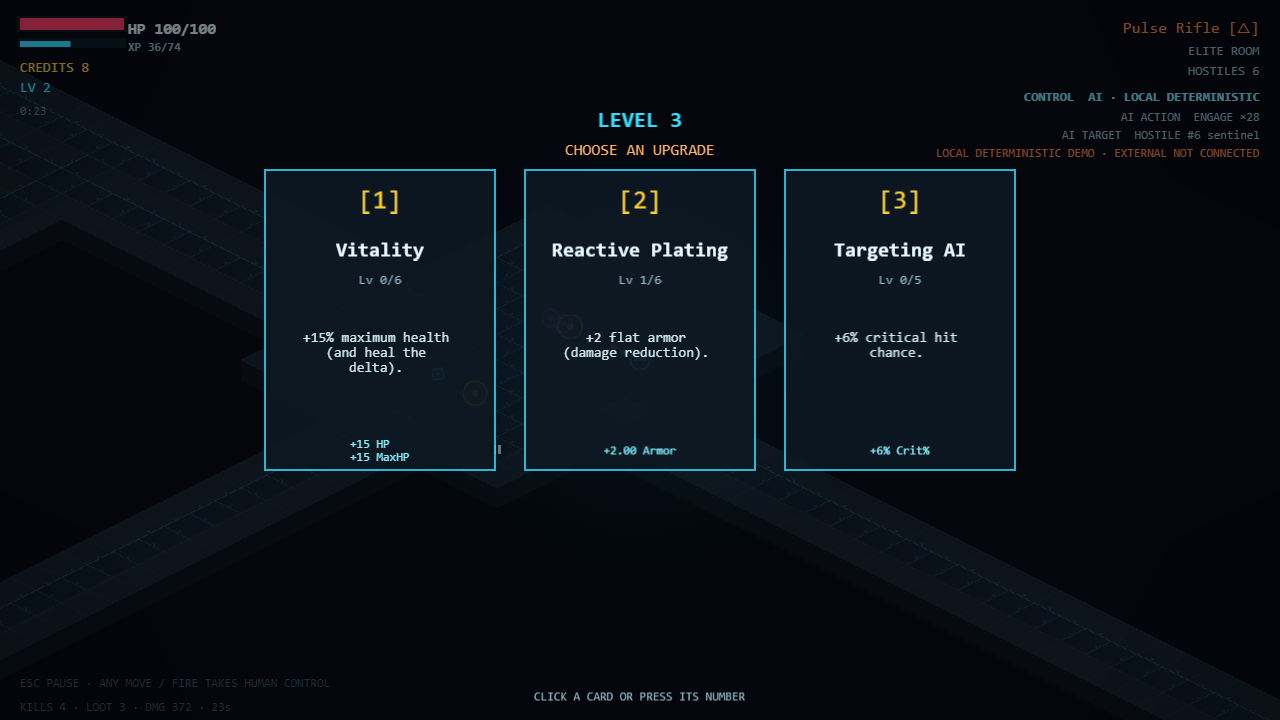 HP 100/100
XP 36/74
CREDITS 8
LV 2
0:23
Pulse Rifle [△]
ELITE ROOM
HOSTILES 6
CONTROL AI · LOCAL DETERMINISTIC
AI ACTION ENGAGE ×28
AI TARGET HOSTILE #6 sentinel
LOCAL DETERMINISTIC DEMO · EXTERNAL NOT CONNECTED
LEVEL 3
CHOOSE AN UPGRADE
[1]
Vitality
Lv 0/6
+15% maximum health
(and heal the
delta).
+15 HP
+15 MaxHP
[2]
Reactive Plating
Lv 1/6
+2 flat armor
(damage reduction).
+2.00 Armor
[3]
Targeting AI
Lv 0/5
+6% critical hit
chance.
+6% Crit%
ESC PAUSE · ANY MOVE / FIRE TAKES HUMAN CONTROL
KILLS 4 · LOOT 3 · DMG 372 · 23s
CLICK A CARD OR PRESS ITS NUMBER